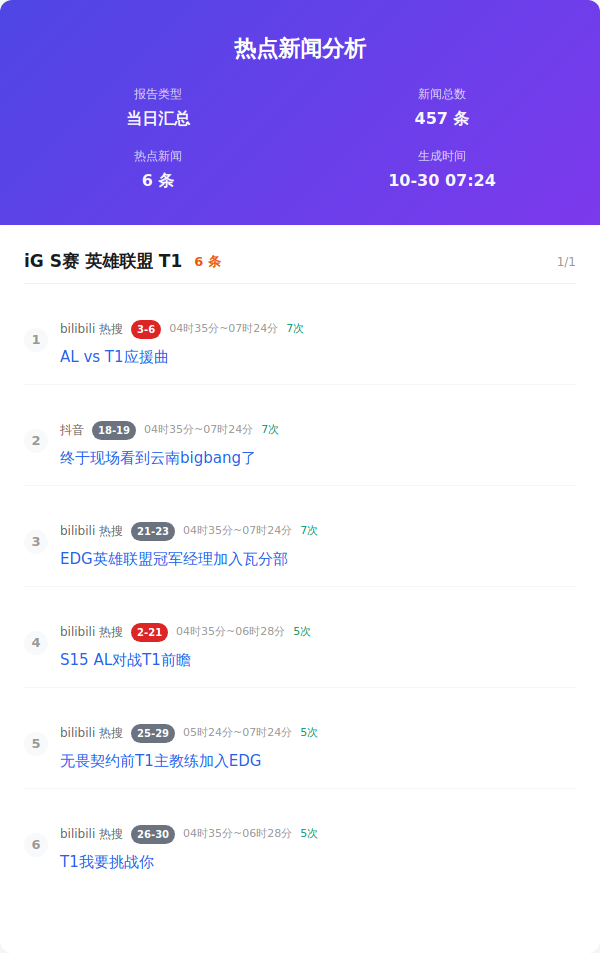 热点新闻分析
报告类型
新闻总数
当日汇总
457 条
热点新闻
生成时间
6 条
10-30 07:24
iG S赛 英雄联盟 T1 6 条 1/1
1 bilibili 热搜 3-6 04时35分~07时24分 7次
AL vs T1应援曲
2 抖音 18-19 04时35分~07时24分 7次
终于现场看到云南bigbang了
3 bilibili 热搜 21-23 04时35分~07时24分 7次
EDG英雄联盟冠军经理加入瓦分部
4 bilibili 热搜 2-21 04时35分~06时28分 5次
S15 AL对战T1前瞻
5 bilibili 热搜 25-29 05时24分~07时24分 5次
无畏契约前T1主教练加入EDG
6 bilibili 热搜 26-30 04时35分~06时28分 5次
T1我要挑战你